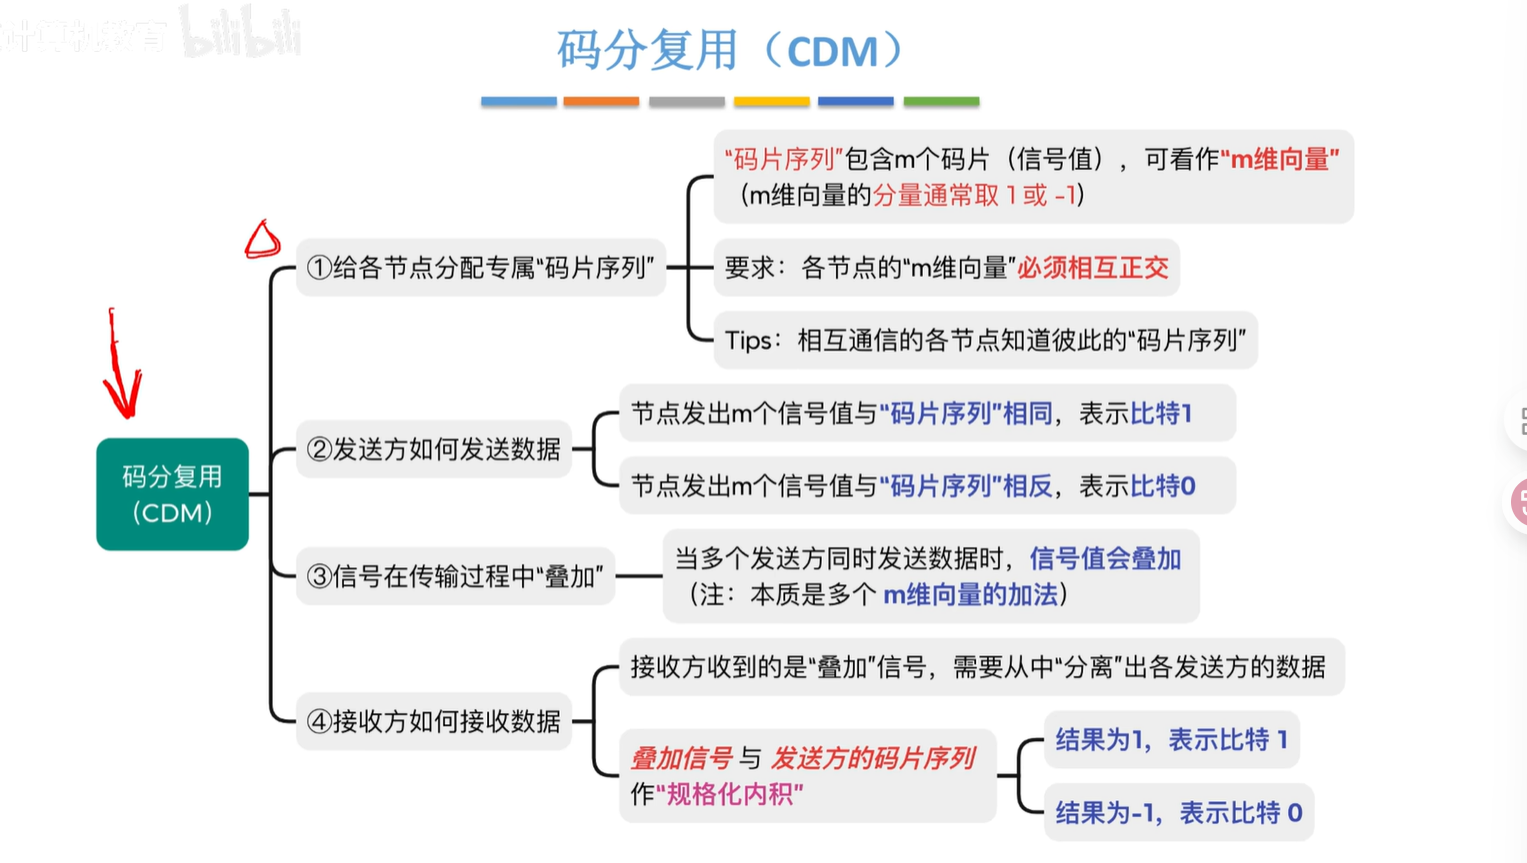 计算机教育 bilibili
码分复用（CDM）
“码片序列”包含m个码片（信号值），可看作“m维向量”
（m维向量的分量通常取 1 或 -1）
①给各节点分配专属“码片序列”
要求：各节点的“m维向量”必须相互正交
Tips：相互通信的各节点知道彼此的“码片序列”
码分复用
（CDM）
②发送方如何发送数据
节点发出m个信号值与“码片序列”相同，表示比特1
节点发出m个信号值与“码片序列”相反，表示比特0
③信号在传输过程中“叠加”
当多个发送方同时发送数据时，信号值会叠加
（注：本质是多个 m维向量的加法）
④接收方如何接收数据
接收方收到的是“叠加”信号，需要从中“分离”出各发送方的数据
叠加信号 与 发送方的码片序列
作“规格化内积”
结果为1，表示比特 1
结果为-1，表示比特 0